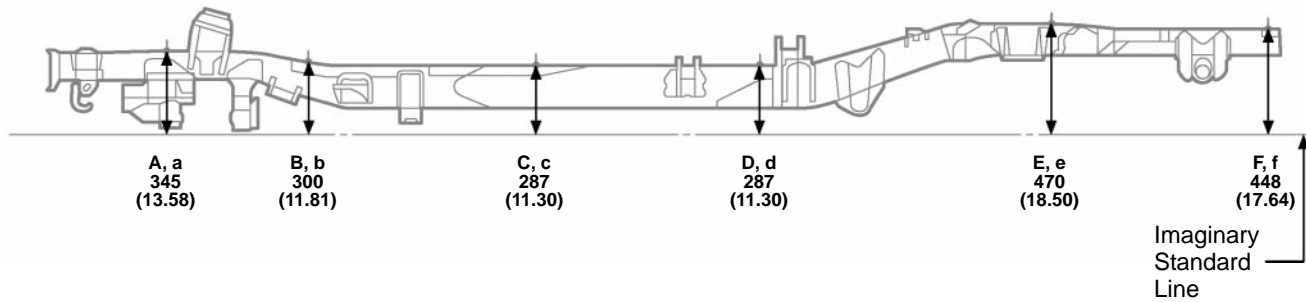 A, a
345
(13.58)
B, b
300
(11.81)
C, c
287
(11.30)
D, d
287
(11.30)
E, e
470
(18.50)
F, f
448
(17.64)
Imaginary
Standard
Line